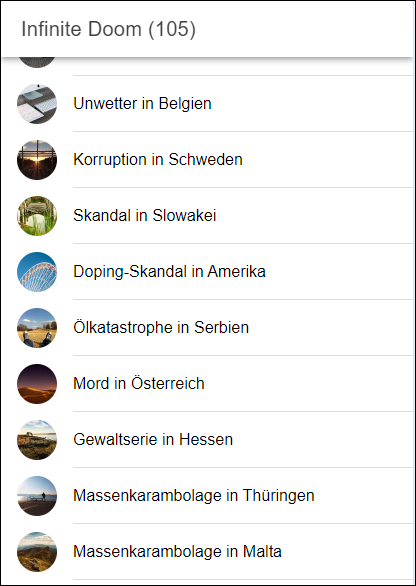 Infinite Doom (105)
Unwetter in Belgien
Korruption in Schweden
Skandal in Slowakei
Doping-Skandal in Amerika
Ölkatastrophe in Serbien
Mord in Österreich
Gewaltserie in Hessen
Massenkarambolage in Thüringen
Massenkarambolage in Malta